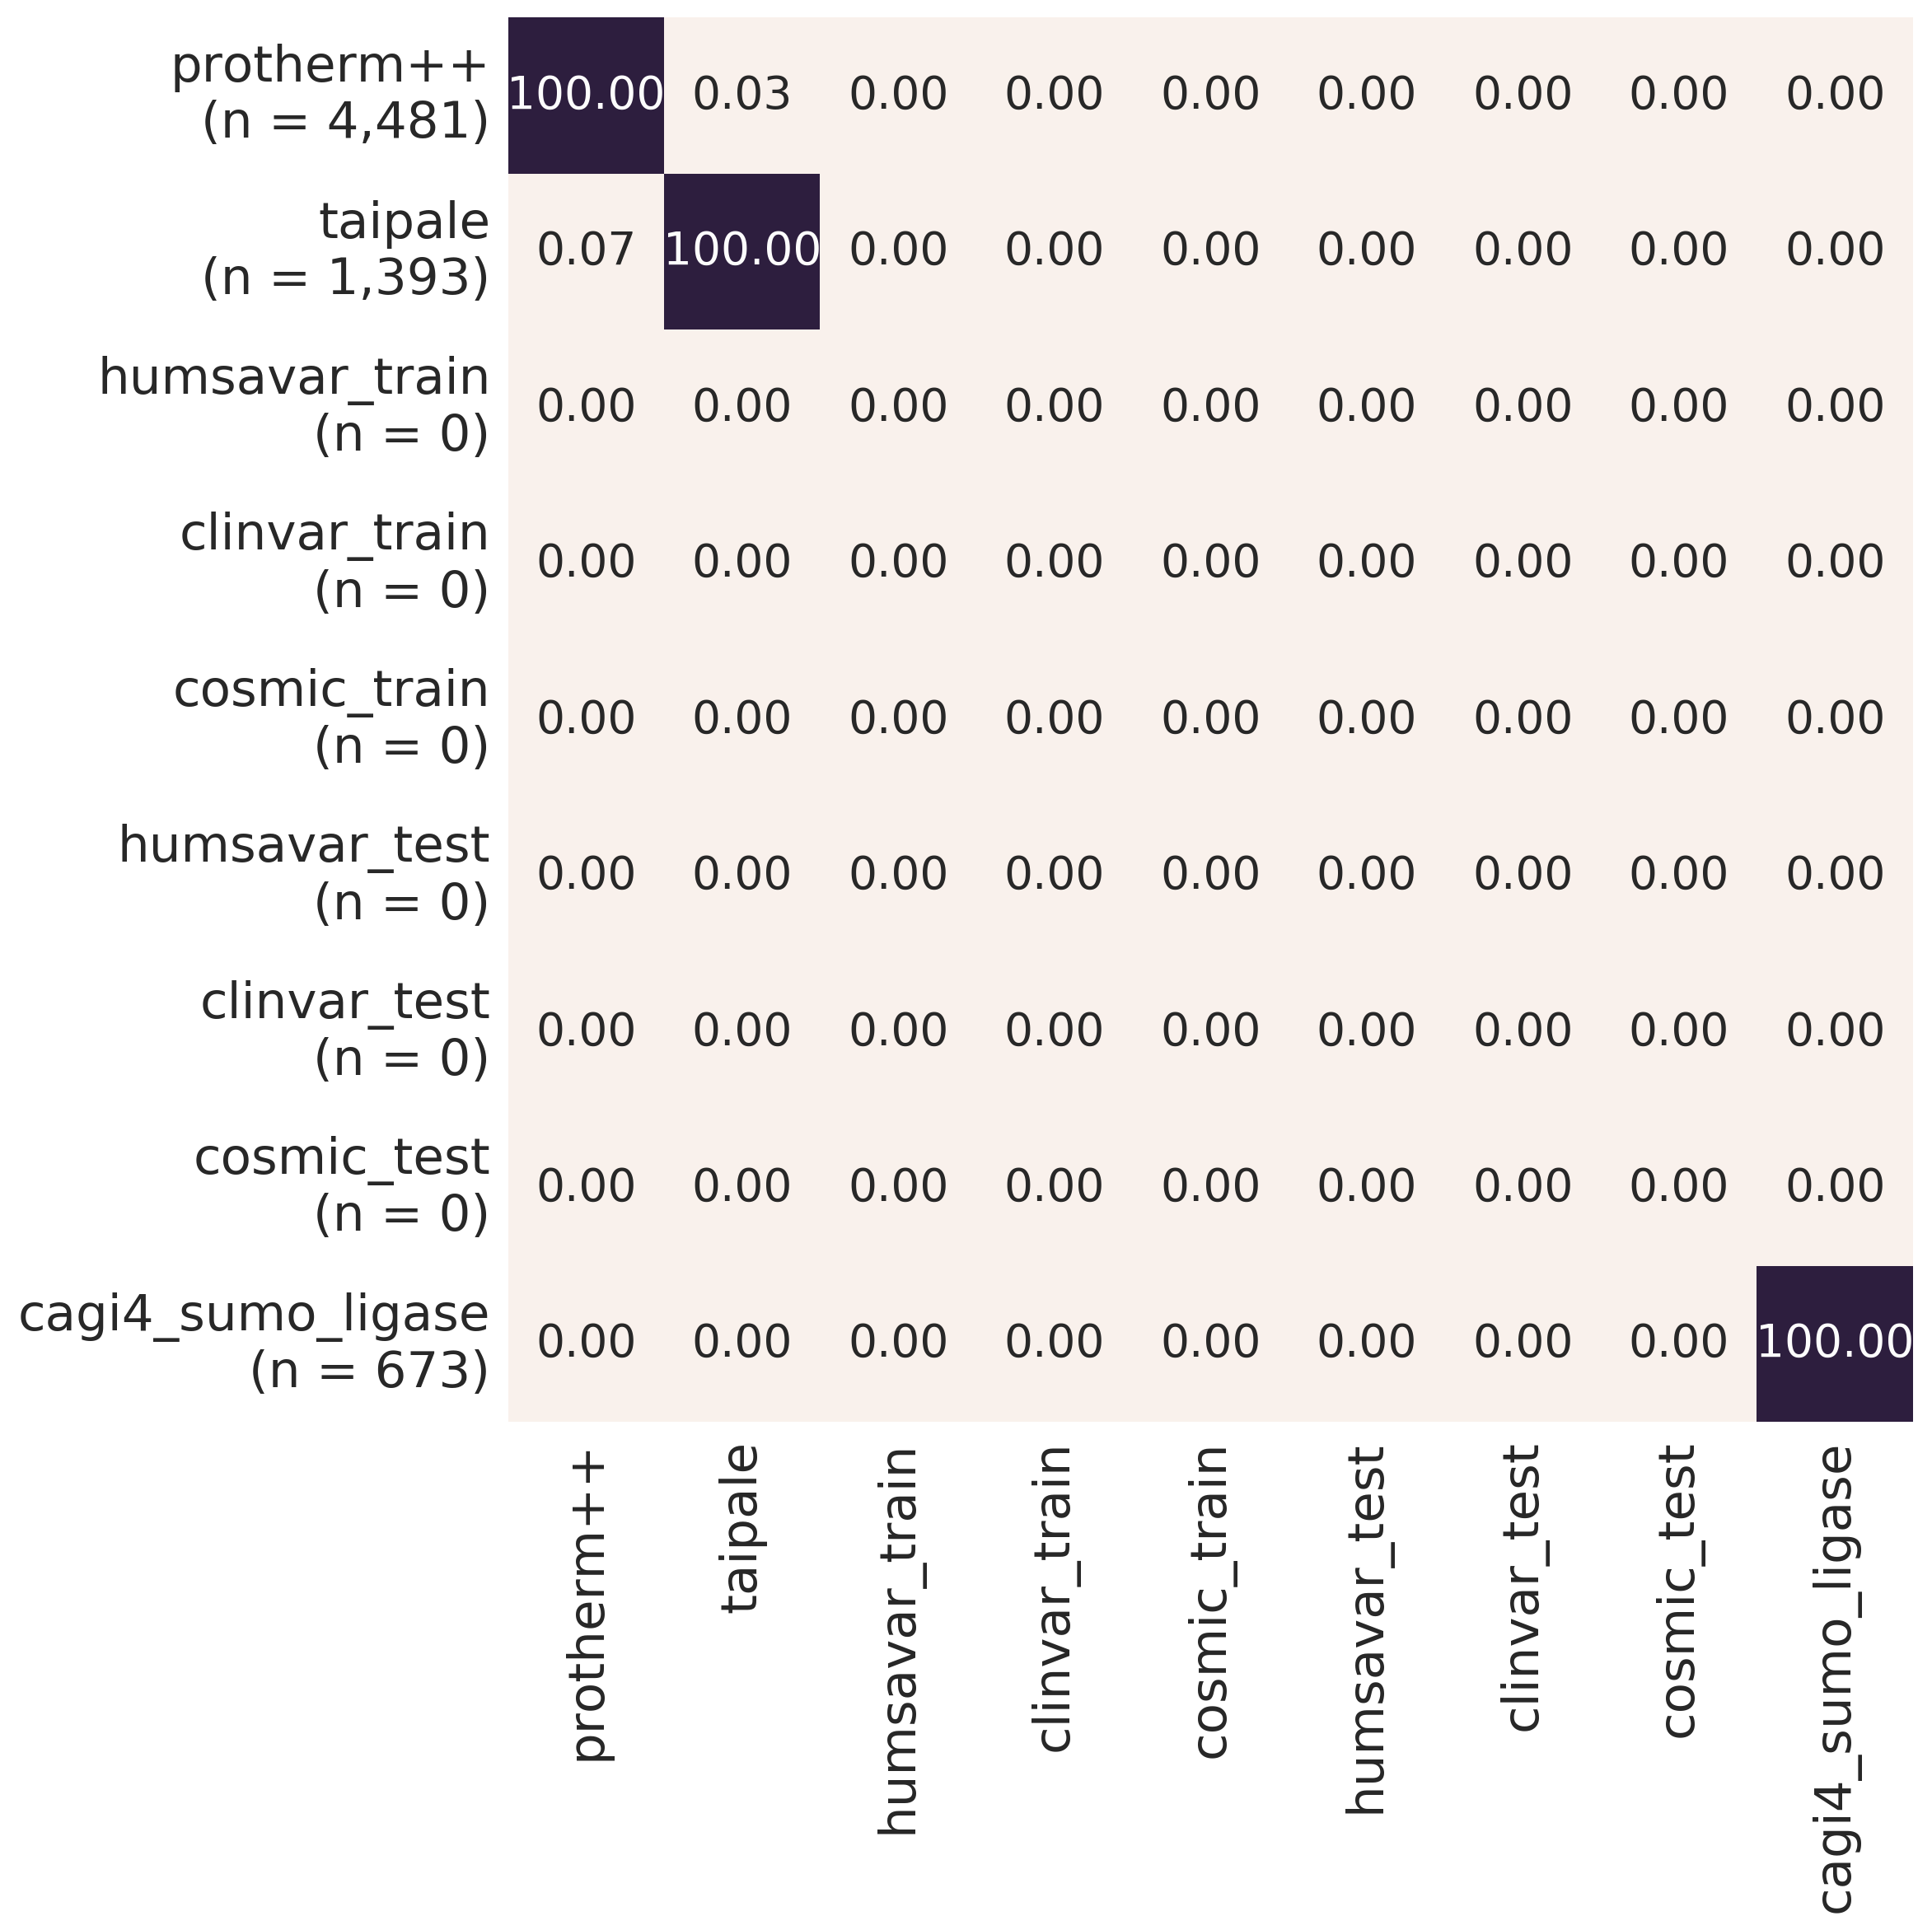 protherm++
(n = 4,481)
100.00 0.03 0.00 0.00 0.00 0.00 0.00 0.00 0.00
taipale
(n = 1,393)
0.07 100.00 0.00 0.00 0.00 0.00 0.00 0.00 0.00
humsavar_train
(n = 0)
0.00 0.00 0.00 0.00 0.00 0.00 0.00 0.00 0.00
clinvar_train
(n = 0)
0.00 0.00 0.00 0.00 0.00 0.00 0.00 0.00 0.00
cosmic_train
(n = 0)
0.00 0.00 0.00 0.00 0.00 0.00 0.00 0.00 0.00
humsavar_test
(n = 0)
0.00 0.00 0.00 0.00 0.00 0.00 0.00 0.00 0.00
clinvar_test
(n = 0)
0.00 0.00 0.00 0.00 0.00 0.00 0.00 0.00 0.00
cosmic_test
(n = 0)
0.00 0.00 0.00 0.00 0.00 0.00 0.00 0.00 0.00
cagi4_sumo_ligase
(n = 673)
0.00 0.00 0.00 0.00 0.00 0.00 0.00 0.00 100.00
protherm++
taipale
humsavar_train
clinvar_train
cosmic_train
humsavar_test
clinvar_test
cosmic_test
cagi4_sumo_ligase